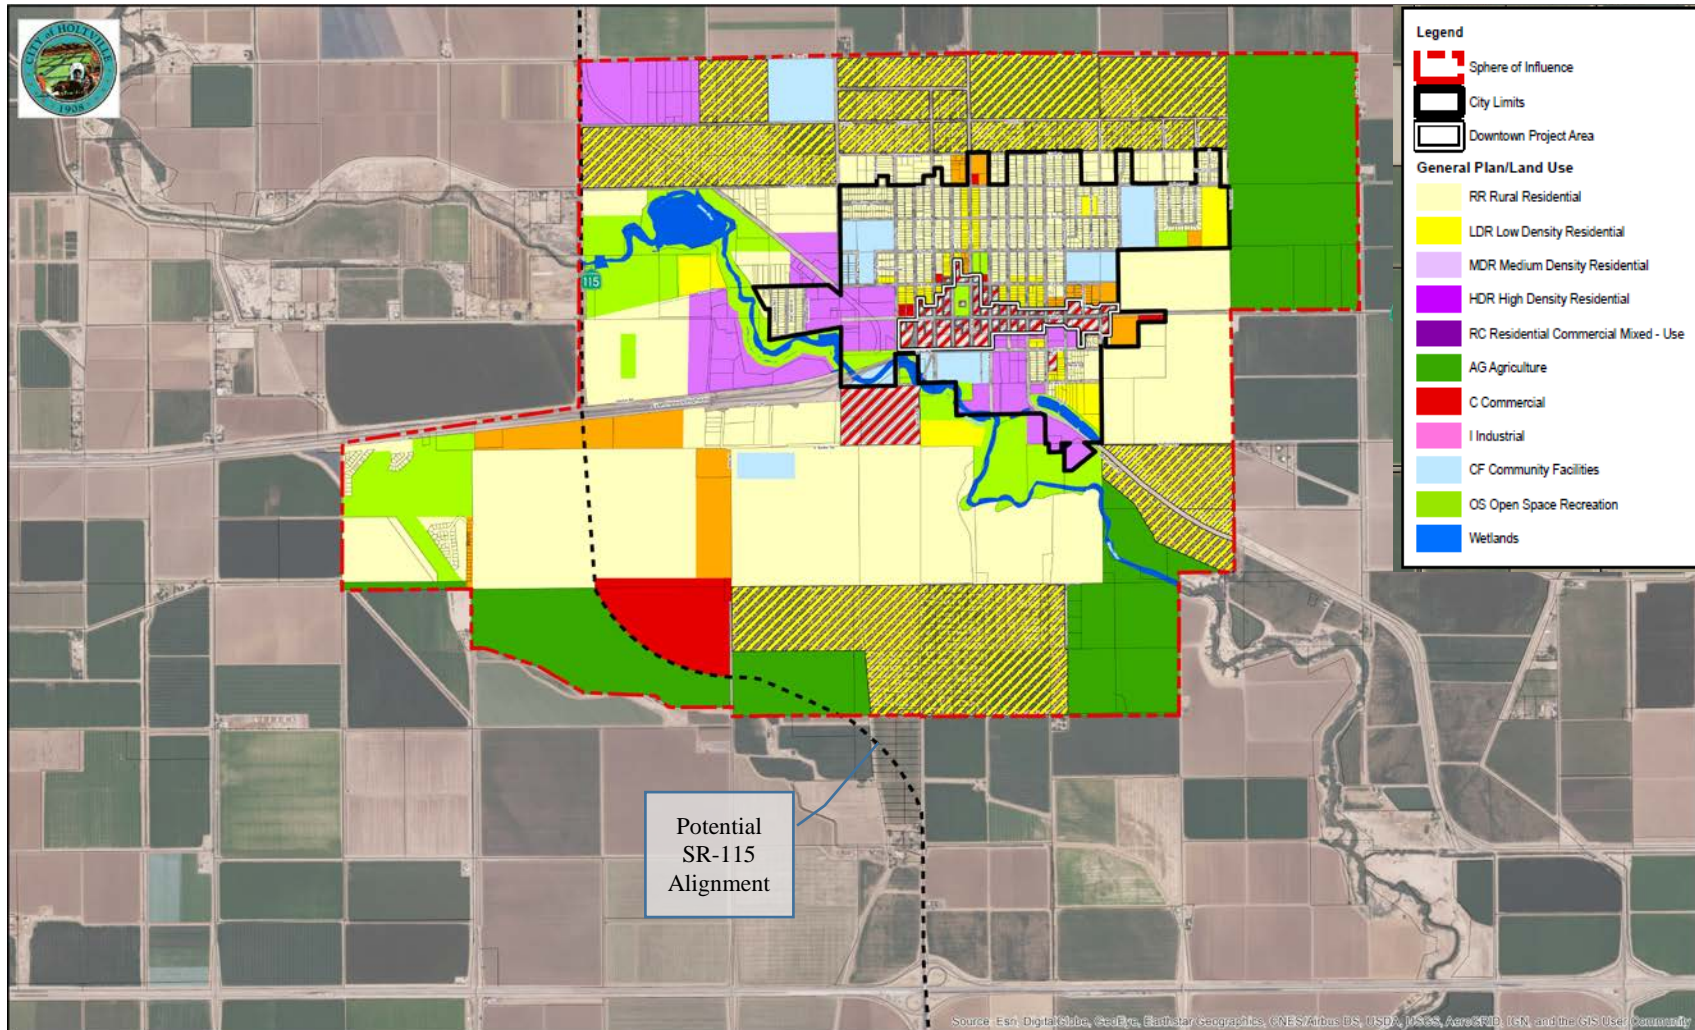 CITY of HOLTVILLE
1908
115
Potential
SR-115
Alignment
Legend
Sphere of Influence
City Limits
Downtown Project Area
General Plan/Land Use
RR Rural Residential
LDR Low Density Residential
MDR Medium Density Residential
HDR High Density Residential
RC Residential Commercial Mixed - Use
AG Agriculture
C Commercial
I Industrial
CF Community Facilities
OS Open Space Recreation
Wetlands
Source: Esri, DigitalGlobe, GeoEye, Earthstar Geographics, CNES/Airbus DS, USDA, USGS, AeroGRID, IGN, and the GIS User Community